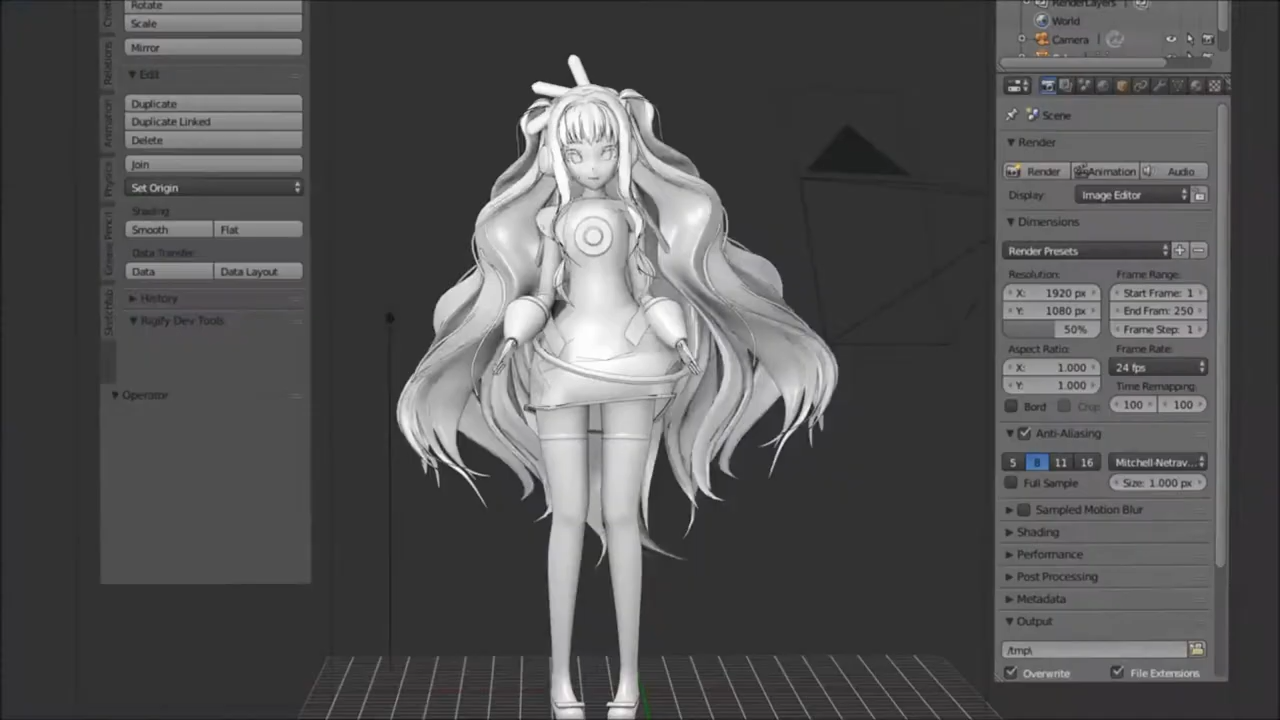 Rotate
Scale
Mirror
Edit
Duplicate
Duplicate Linked
Delete
Join
Set Origin
Shading:
Smooth Flat
Data Transfer:
Data Data Layout
History
Rigify Dev Tools
Operator
Relations
Animation
Physics
Grease Pencil
RenderLayers
World
Camera
Scene
Render
Render Animation Audio
Display: Image Editor
Dimensions
Render Presets
Resolution: Frame Range:
X: 1920 px Start Frame: 1
Y: 1080 px End Fram: 250
50% Frame Step: 1
Aspect Ratio: Frame Rate:
X: 1.000 24 fps
Y: 1.000 Time Remapping:
Bord Crop 100 100
Anti-Aliasing
5 8 11 16 Mitchell-Netrav...
Full Sample Size: 1.000 px
Sampled Motion Blur
Shading
Performance
Post Processing
Metadata
Output
/tmp\
Overwrite File Extensions